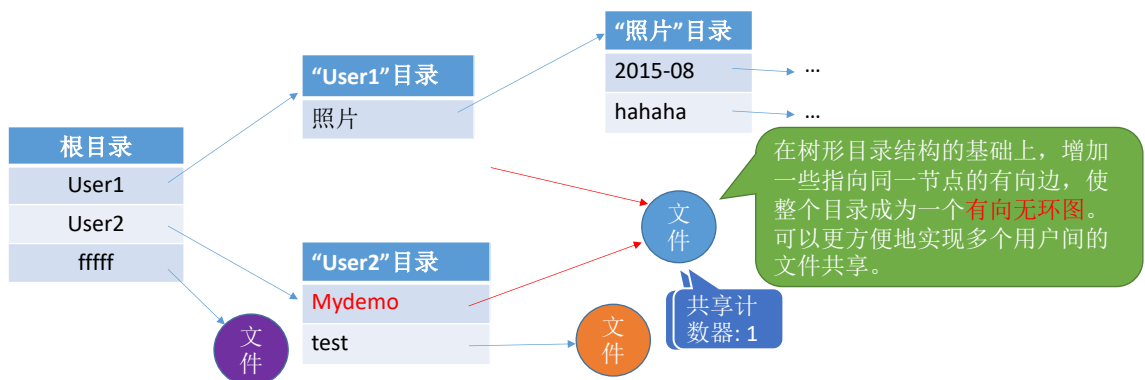 “照片”目录
2015-08
...
hahaha
...
“User1”目录
照片
根目录
User1
User2
fffff
文
件
“User2”目录
Mydemo
test
文
件
文
件
共享计
数器: 1
在树形目录结构的基础上，增加
一些指向同一节点的有向边，使
整个目录成为一个有向无环图。
可以更方便地实现多个用户间的
文件共享。